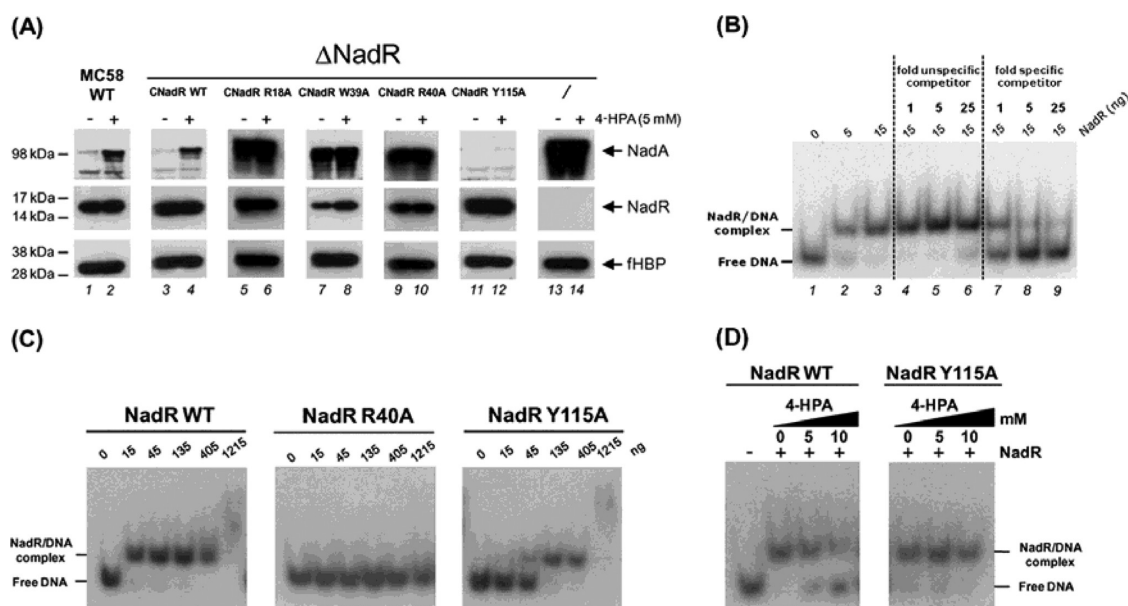 (A)
ΔNadR
MC58
WT
CNadR WT CNadR R18A CNadR W39A CNadR R40A CNadR Y115A /
- + - + - + - + - + - + - + 4-HPA (5 mM)
98 kDa
NadA
17 kDa
14 kDa
NadR
38 kDa
28 kDa
fHBP
1 2 3 4 5 6 7 8 9 10 11 12 13 14
(B)
fold unspecific
competitor
fold specific
competitor
1 5 25 1 5 25
0 5 15 15 15 15 15 15 15 NadR (ng)
NadR/DNA
complex
Free DNA
1 2 3 4 5 6 7 8 9
(C)
NadR WT NadR R40A NadR Y115A
0 15 45 135 405 1215 0 15 45 135 405 1215 0 15 45 135 405 1215 ng
NadR/DNA
complex
Free DNA
(D)
NadR WT NadR Y115A
4-HPA 4-HPA
0 5 10 0 5 10 mM
- + + + + + + NadR
NadR/DNA
complex
Free DNA